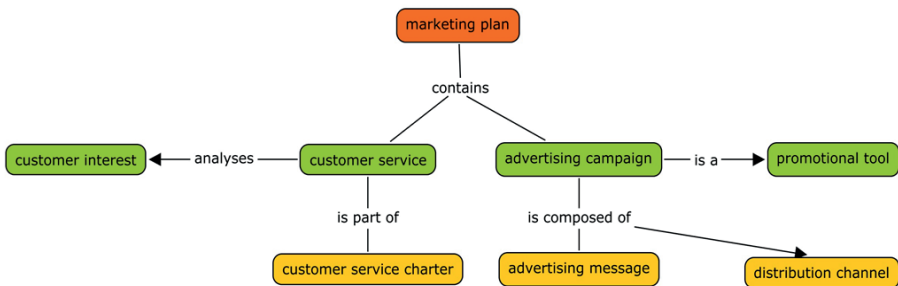 marketing plan
contains
customer interest
analyses
customer service
advertising campaign
is a
promotional tool
is part of
is composed of
customer service charter
advertising message
distribution channel